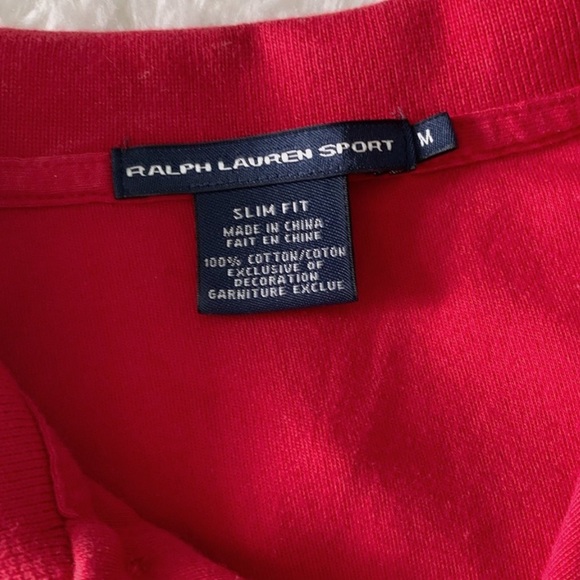 RALPH LAUREN SPORT
M
SLIM FIT
MADE IN CHINA
FAIT EN CHINE
100% COTTON/COTON
EXCLUSIVE OF
DECORATION
GARNITURE EXCLUE